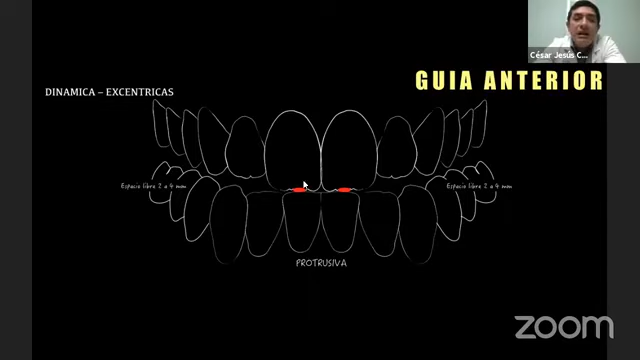 César Jesús C...
GUIA ANTERIOR
DINAMICA – EXCENTRICAS
Espacio libre 2 a 4 mm
Espacio libre 2 a 4 mm
PROTRUSIVA
zoom